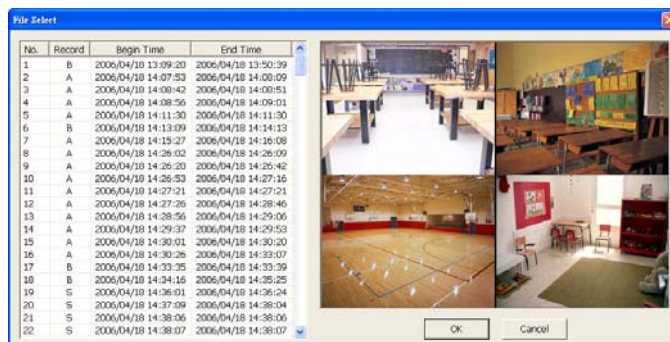 File Select
No. Record Begin Time End Time
1 B 2006/04/18 13:09:20 2006/04/18 13:50:39
2 A 2006/04/18 14:07:53 2006/04/18 14:08:09
3 A 2006/04/18 14:08:42 2006/04/18 14:08:51
4 A 2006/04/18 14:08:56 2006/04/18 14:09:01
5 A 2006/04/18 14:11:30 2006/04/18 14:11:30
6 B 2006/04/18 14:13:09 2006/04/18 14:14:13
7 A 2006/04/18 14:15:27 2006/04/18 14:16:08
8 A 2006/04/18 14:26:02 2006/04/18 14:26:09
9 A 2006/04/18 14:26:20 2006/04/18 14:26:42
10 A 2006/04/18 14:26:53 2006/04/18 14:27:16
11 A 2006/04/18 14:27:21 2006/04/18 14:27:21
12 A 2006/04/18 14:27:26 2006/04/18 14:28:46
13 A 2006/04/18 14:28:56 2006/04/18 14:29:06
14 A 2006/04/18 14:29:37 2006/04/18 14:29:53
15 A 2006/04/18 14:30:01 2006/04/18 14:30:20
16 A 2006/04/18 14:30:26 2006/04/18 14:33:07
17 B 2006/04/18 14:33:35 2006/04/18 14:33:39
18 B 2006/04/18 14:34:16 2006/04/18 14:35:25
19 S 2006/04/18 14:36:01 2006/04/18 14:36:24
20 S 2006/04/18 14:37:09 2006/04/18 14:38:04
21 S 2006/04/18 14:38:06 2006/04/18 14:38:06
22 S 2006/04/18 14:38:07 2006/04/18 14:38:07
OK Cancel